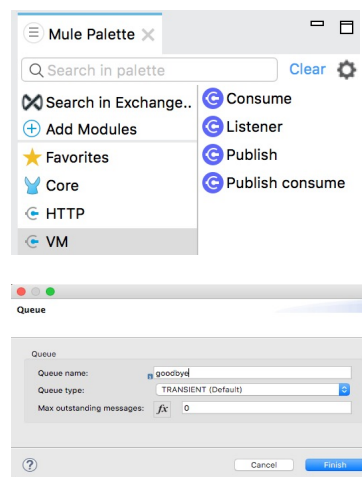 Mule Palette
Search in palette Clear
Search in Exchange.. Consume
Add Modules Listener
Favorites Publish
Core Publish consume
HTTP
VM
Queue
Queue
Queue name: goodbye
Queue type: TRANSIENT (Default)
Max outstanding messages: fx 0
? Cancel Finish